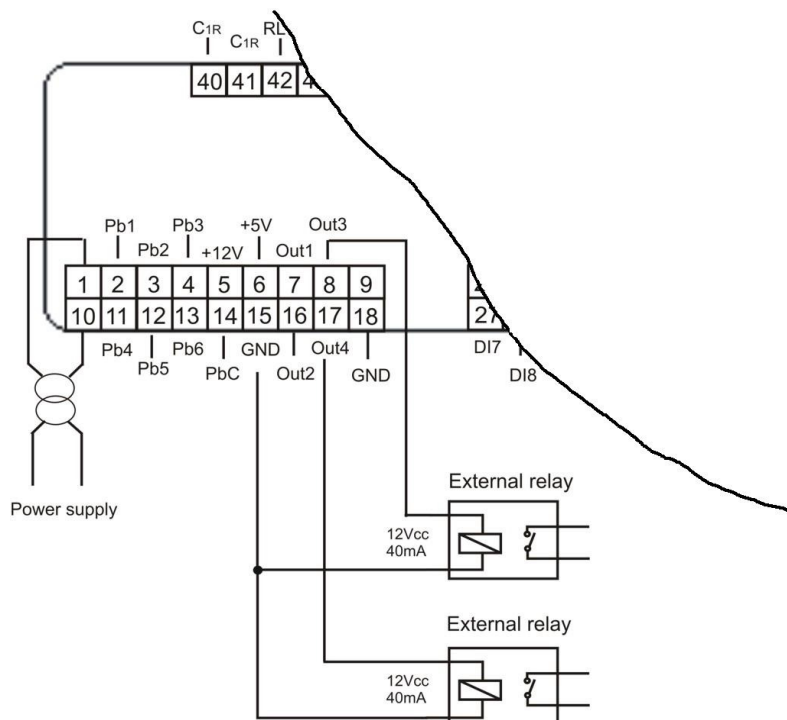 C1R C1R RL
40 41 42 4
Pb1 Pb2 Pb3 +12V +5V Out1 Out3
1 2 3 4 5 6 7 8 9
10 11 12 13 14 15 16 17 18
27
Pb4 Pb5 Pb6 PbC GND Out2 Out4 GND
DI7 DI8
Power supply
External relay
12Vcc
40mA
External relay
12Vcc
40mA